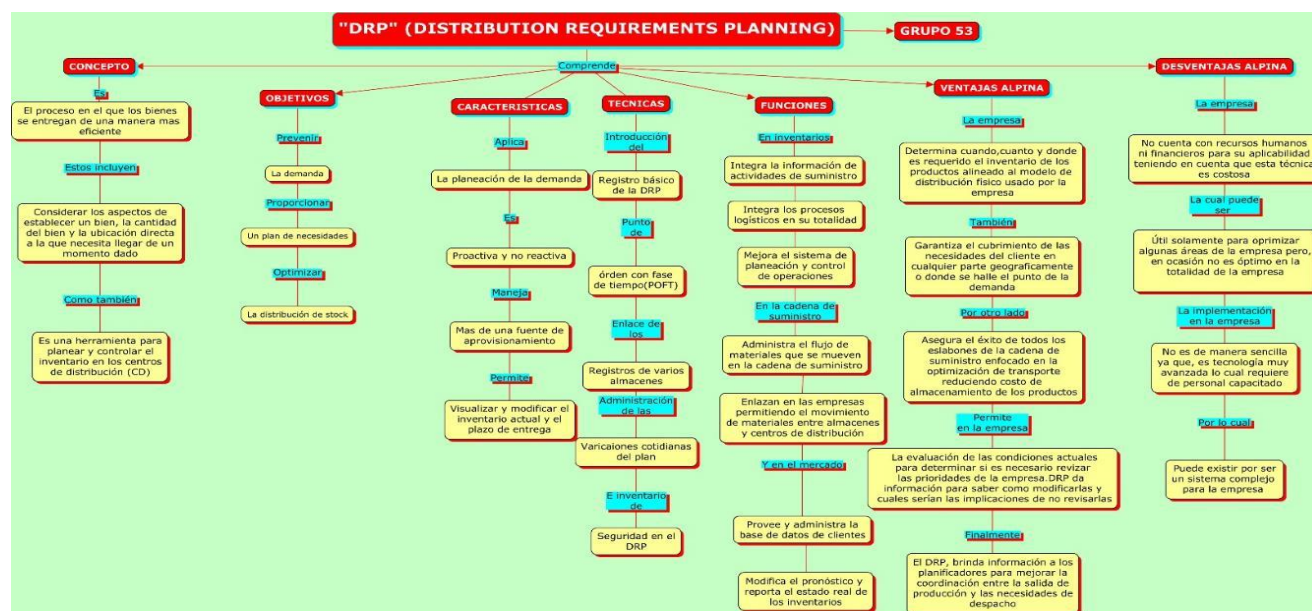 "DRP" (DISTRIBUTION REQUIREMENTS PLANNING)
GRUPO 53
Comprende
CONCEPTO
Es
El proceso en el que los bienes
se entregan de una manera mas
eficiente
Estos incluyen
Considerar los aspectos de
establecer un bien, la cantidad
del bien y la ubicación directa
a la que necesita llegar de un
momento dado
Como también
Es una herramienta para
planear y controlar el
inventario en los centros
de distribución (CD)
OBJETIVOS
Prevenir
La demanda
Proporcionar
Un plan de necesidades
Optimizar
La distribución de stock
CARACTERISTICAS
Aplica
La planeación de la demanda
Es
Proactiva y no reactiva
Maneja
Mas de una fuente de
aprovisionamiento
Permite
Visualizar y modificar el
inventario actual y el
plazo de entrega
TECNICAS
Introducción
del
Registro básico
de la DRP
Punto
de
órden con fase
de tiempo(POFT)
Enlace de
los
Registros de varios
almacenes
Administración
de las
Varicaiones cotidianas
del plan
E inventario
de
Seguridad en el
DRP
FUNCIONES
En inventarios
Integra la información de
actividades de suministro
Integra los procesos
logísticos en su totalidad
Mejora el sistema de
planeación y control de
operaciones
En la cadena de
suministro
Administra el flujo de
materiales que se mueven
en la cadena de suministro
Enlazan en las empresas
permitiendo el movimiento
de materiales entre almacenes
y centros de distribución
Y en el mercado
Provee y administra la
base de datos de clientes
Modifica el pronóstico y
reporta el estado real de
los inventarios
VENTAJAS ALPINA
La empresa
Determina cuando,cuanto y donde
es requerido el inventario de los
productos alineado al modelo de
distribución físico usado por la
empresa
También
Garantiza el cubrimiento de las
necesidades del cliente en
cualquier parte geograficamente
o donde se halle el punto de la
demanda
Por otro lado
Asegura el éxito de todos los
eslabones de la cadena de
suministro enfocado en la
optimización de transporte
reduciendo costo de
almacenamiento de los productos
Permite
en la empresa
La evaluación de las condiciones actuales
para determinar si es necesario revizar
las prioridades de la empresa.DRP da
información para saber como modificarlas y
cuales serían las implicaciones de no revisarlas
Finalmente
El DRP, brinda información a los
planificadores para mejorar la
coordinación entre la salida de
producción y las necesidades de
despacho
DESVENTAJAS ALPINA
La empresa
No cuenta con recursos humanos
ni financieros para su aplicabilidad
teniendo en cuenta que esta técnica
es costosa
La cual puede
ser
Útil solamente para oprimizar
algunas áreas de la empresa pero,
en ocasión no es óptimo en la
totalidad de la empresa
La implementación
en la empresa
No es de manera sencilla
ya que, es tecnología muy
avanzada lo cual requiere
de personal capacitado
Por lo cual
Puede existir por ser
un sistema complejo
para la empresa